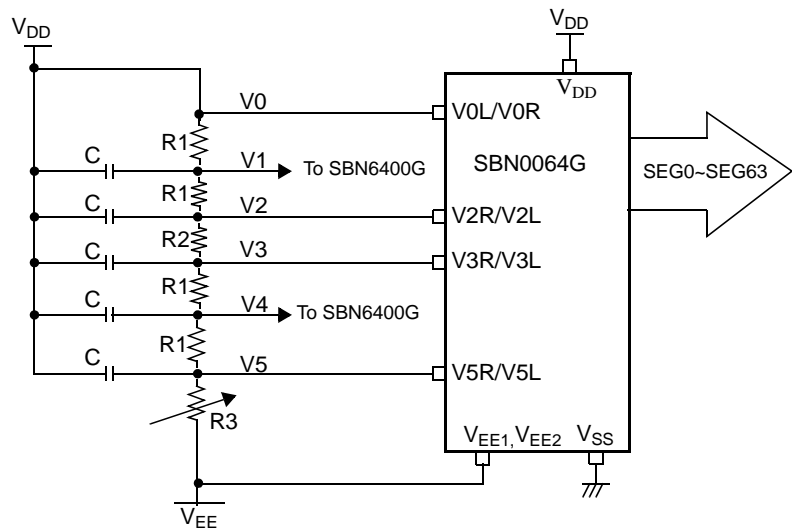 VDD
VDD
VDD
V0
V0L/V0R
R1
C
V1
To SBN6400G
SBN0064G
SEG0~SEG63
R1
C
V2
V2R/V2L
R2
C
V3
V3R/V3L
R1
C
V4
To SBN6400G
R1
C
V5
V5R/V5L
R3
VEE1,VEE2
VSS
VEE